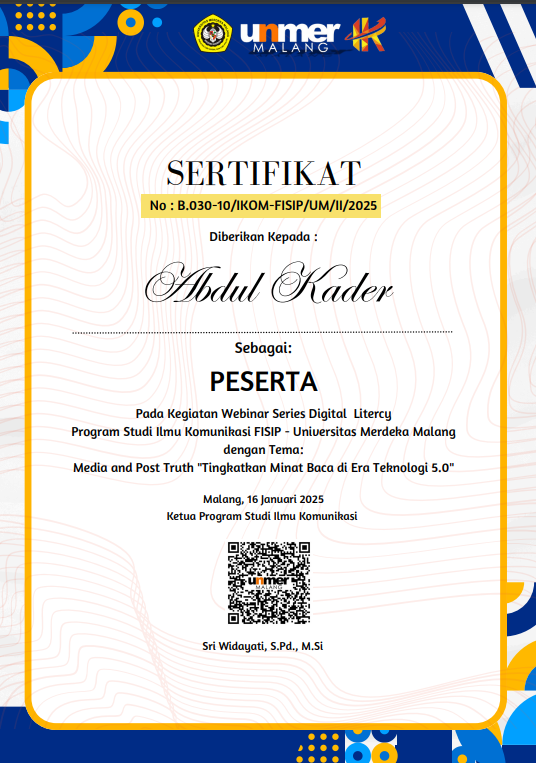 unmer
MALANG
SERTIFIKAT
No : B.030-10/IKOM-FISIP/UM/II/2025
Diberikan Kepada :
Abdul Kader
Sebagai:
PESERTA
Pada Kegiatan Webinar Series Digital Litercy
Program Studi Ilmu Komunikasi FISIP - Universitas Merdeka Malang
dengan Tema:
Media and Post Truth "Tingkatkan Minat Baca di Era Teknologi 5.0"
Malang, 16 Januari 2025
Ketua Program Studi Ilmu Komunikasi
unmer
MALANG
Sri Widayati, S.Pd., M.Si